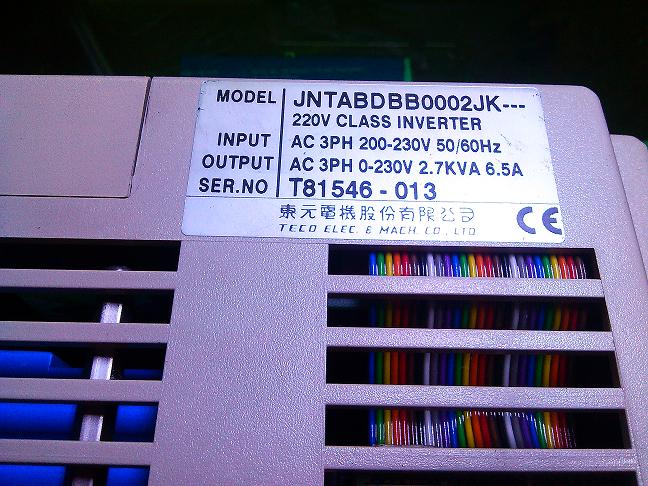 MODEL JNTABDBB0002JK---
220V CLASS INVERTER
INPUT AC 3PH 200-230V 50/60Hz
OUTPUT AC 3PH 0-230V 2.7KVA 6.5A
SER.NO T81546-013
東元電機股份有限公司
TECO ELEC. & MACH. CO., LTD
CE